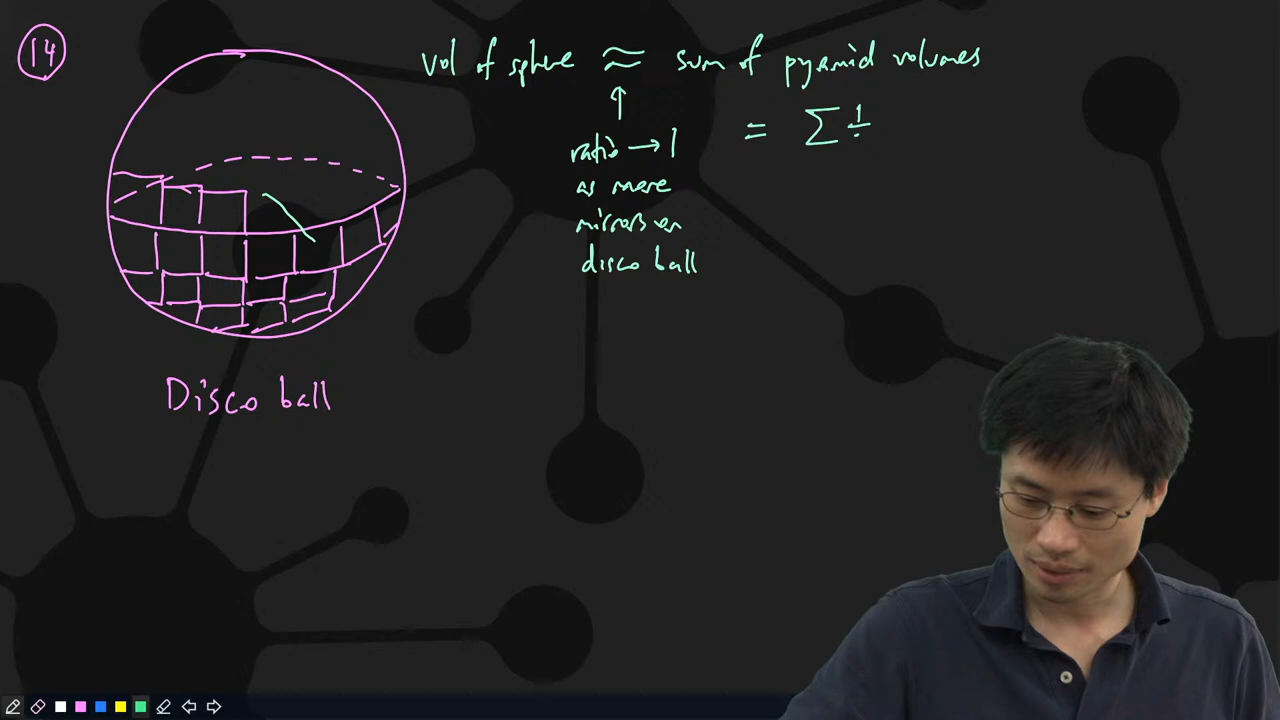 14
vol of sphere ≈ sum of pyramid volumes
= Σ 1
↑
ratio → 1
as more
mirrors on
disco ball
Disco ball